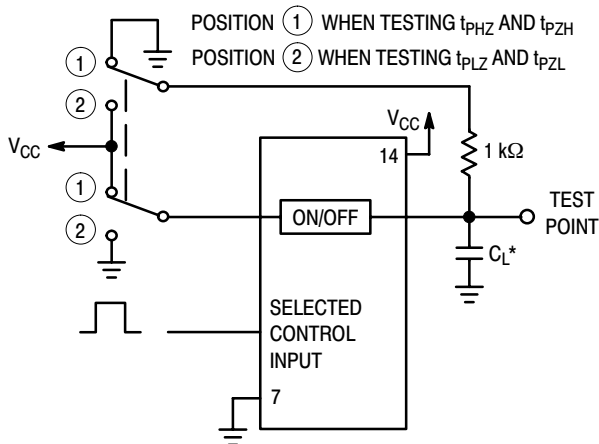 POSITION 1 WHEN TESTING tPHZ AND tPZH
POSITION 2 WHEN TESTING tPLZ AND tPZL
1
2
VCC
1
2
VCC
14
1 kΩ
ON/OFF
TEST
POINT
CL*
SELECTED
CONTROL
INPUT
7